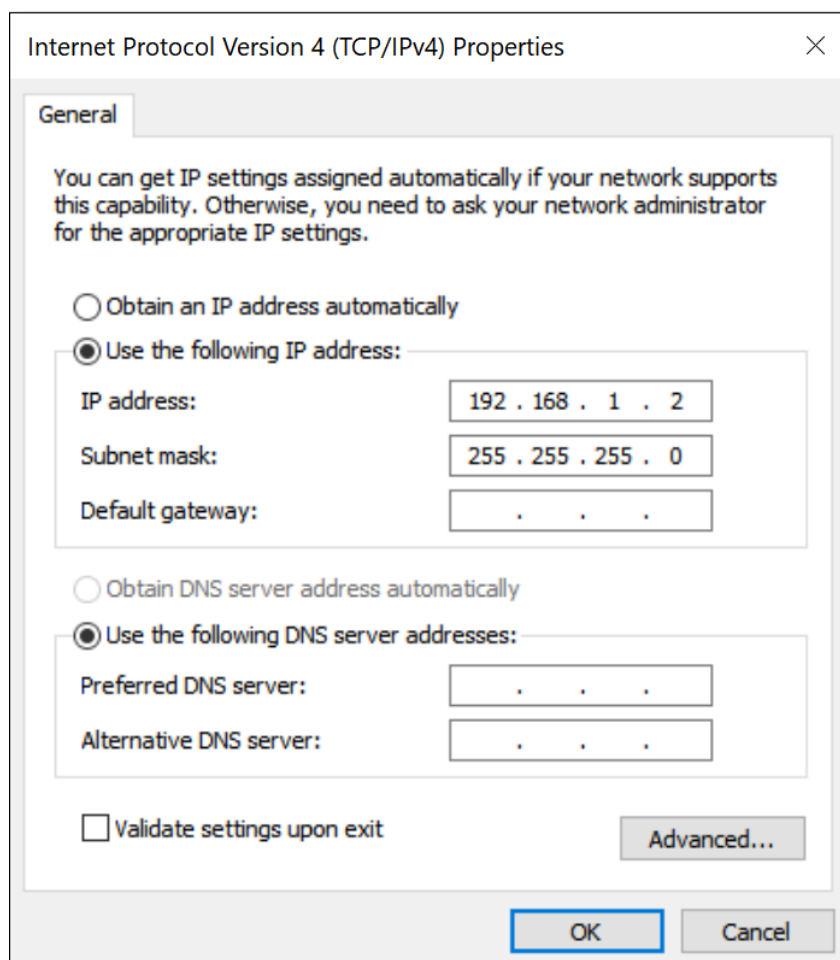 Internet Protocol Version 4 (TCP/IPv4) Properties
General
You can get IP settings assigned automatically if your network supports
this capability. Otherwise, you need to ask your network administrator
for the appropriate IP settings.
Obtain an IP address automatically
Use the following IP address:
IP address: 192 . 168 . 1 . 2
Subnet mask: 255 . 255 . 255 . 0
Default gateway: . . .
Obtain DNS server address automatically
Use the following DNS server addresses:
Preferred DNS server: . . .
Alternative DNS server: . . .
Validate settings upon exit
Advanced...
OK Cancel